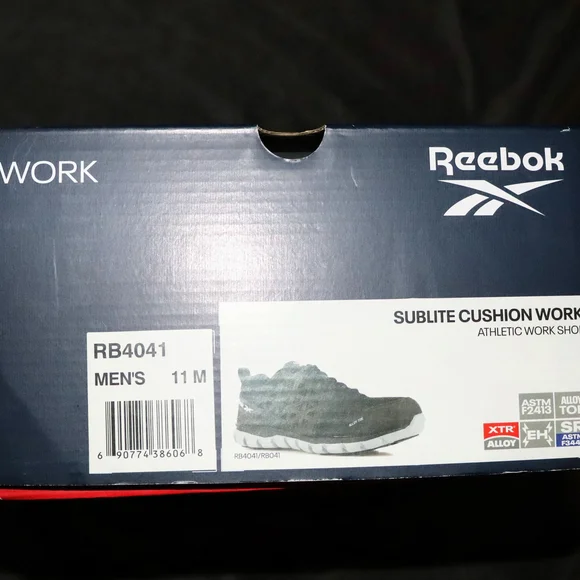 WORK
Reebok
SUBLITE CUSHION WORK
ATHLETIC WORK
RB4041
MEN'S 11 M
6 90774 38606 8
RB4041/RB041
ASTM
F2413
ALLOY
XTR
ALLOY
EH
SR
ASTM